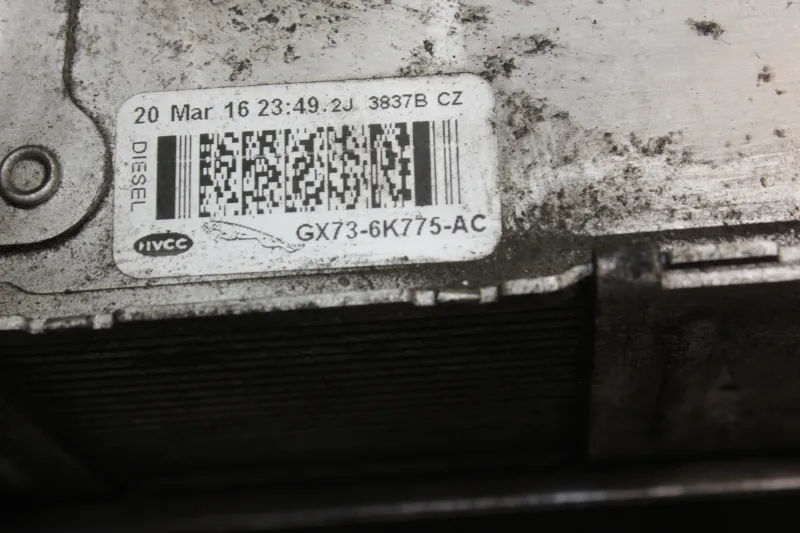 20 Mar 16 23:49.2J 3837B CZ
DIESEL
HVCC
GX73-6K775-AC